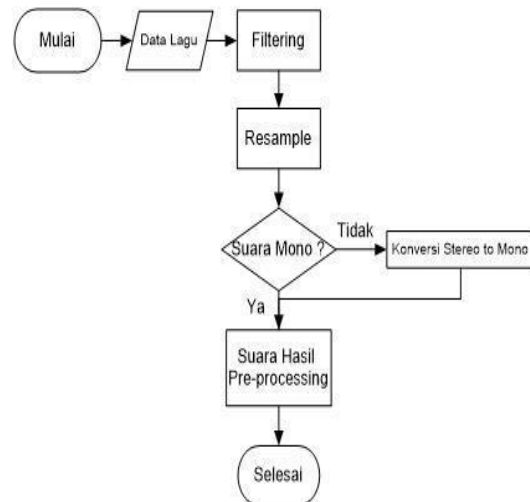 Mulai
Data Lagu
Filtering
Resample
Suara Mono ?
Tidak
Konversi Stereo to Mono
Ya
Suara Hasil
Pre-processing
Selesai